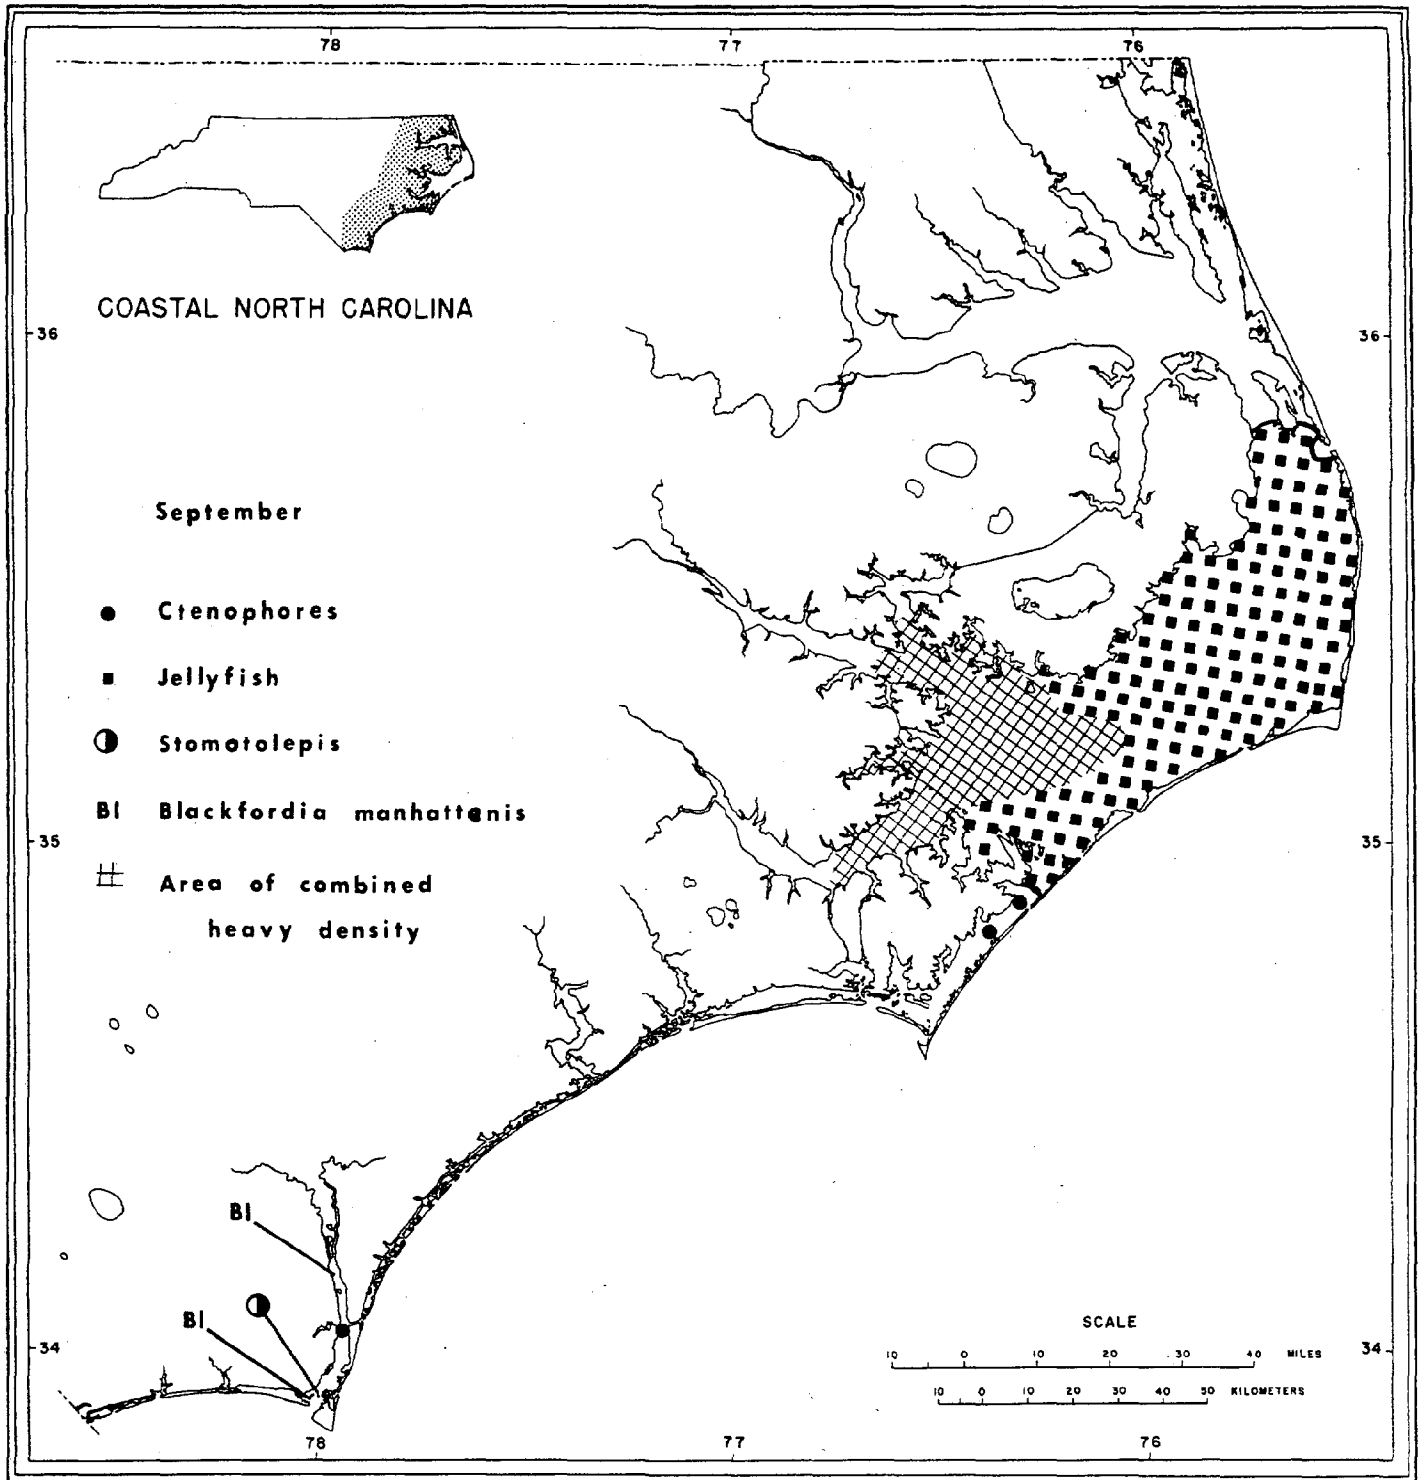 78 77 76
COASTAL NORTH CAROLINA
36 36
September
Ctenophores
Jellyfish
Stomotolepis
Bl Blackfordia manhattenis
35 35
Area of combined
heavy density
Bl
Bl
34 34
SCALE
10 0 10 20 30 40 MILES
10 0 10 20 30 40 50 KILOMETERS
78 77 76